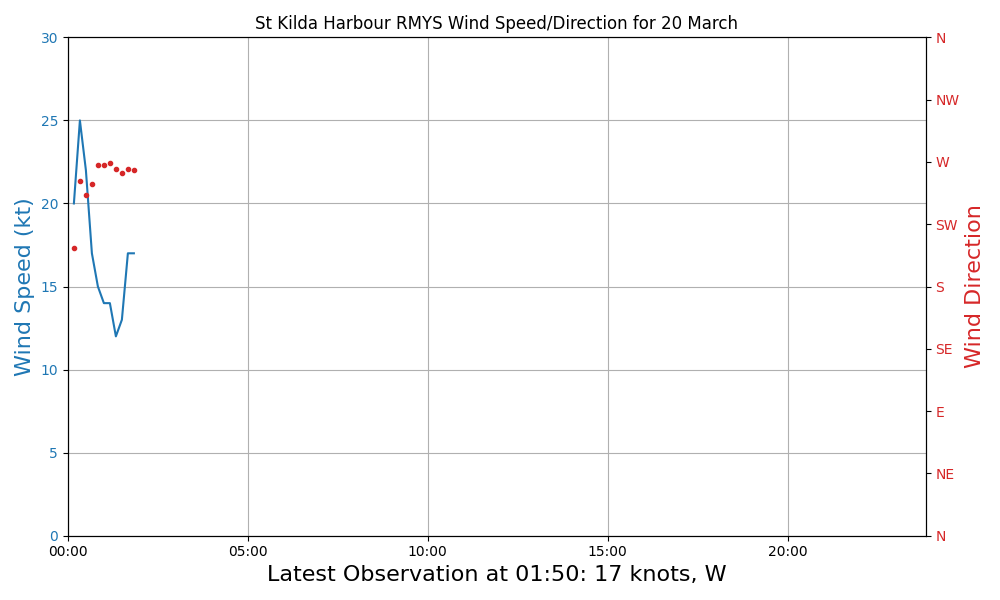 St Kilda Harbour RMYS Wind Speed/Direction for 20 March
30
25
20
15
10
5
0
Wind Speed (kt)
N
NW
W
SW
S
SE
E
NE
N
Wind Direction
00:00
05:00
10:00
15:00
20:00
Latest Observation at 01:50: 17 knots, W